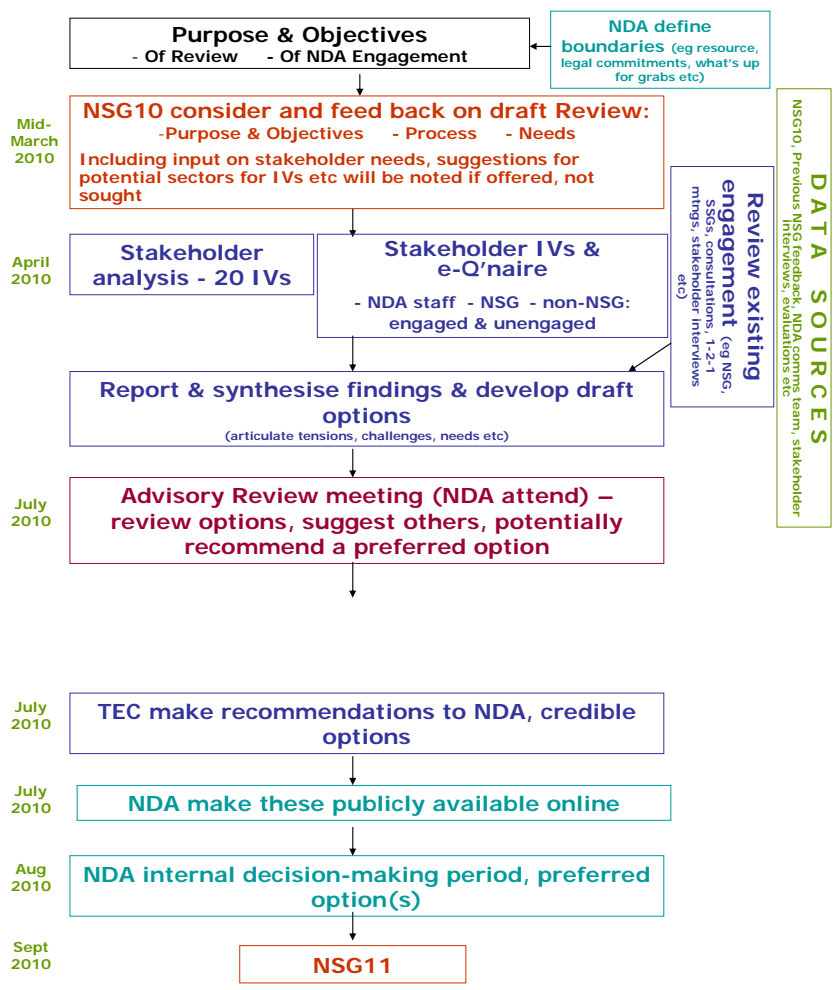 Purpose & Objectives
- Of Review - Of NDA Engagement
NDA define
boundaries (eg resource,
legal commitments, what's up
for grabs etc)
Mid-
March
2010
NSG10 consider and feed back on draft Review:
-Purpose & Objectives - Process - Needs
Including input on stakeholder needs, suggestions for
potential sectors for IVs etc will be noted if offered, not
sought
DATA SOURCES
NSG10, Previous NSG feedback, NDA comms team, stakeholder
interviews, evaluations etc
Review existing
engagement (eg NSG,
SSGs, consultations, 1-2-1
mtngs, stakeholder interviews
etc)
April
2010
Stakeholder
analysis - 20 IVs
Stakeholder IVs &
e-Q'naire
- NDA staff - NSG - non-NSG:
engaged & unengaged
Report & synthesise findings & develop draft
options
(articulate tensions, challenges, needs etc)
July
2010
Advisory Review meeting (NDA attend) –
review options, suggest others, potentially
recommend a preferred option
July
2010
TEC make recommendations to NDA, credible
options
July
2010
NDA make these publicly available online
Aug
2010
NDA internal decision-making period, preferred
option(s)
Sept
2010
NSG11